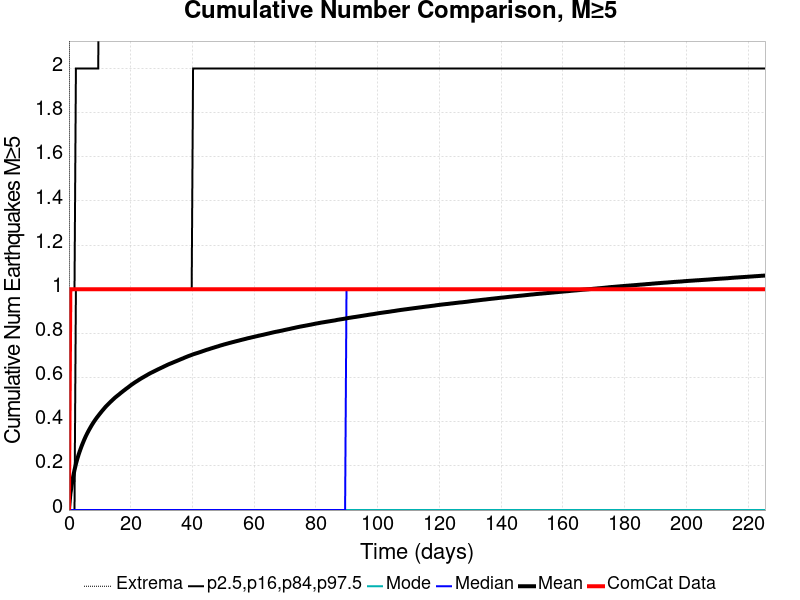 Cumulative Number Comparison, M≥5
Cumulative Num Earthquakes M≥5
2
1.8
1.6
1.4
1.2
1
0.8
0.6
0.4
0.2
0
0 20 40 60 80 100 120 140 160 180 200 220
Time (days)
Extrema p2.5,p16,p84,p97.5 Mode Median Mean ComCat Data